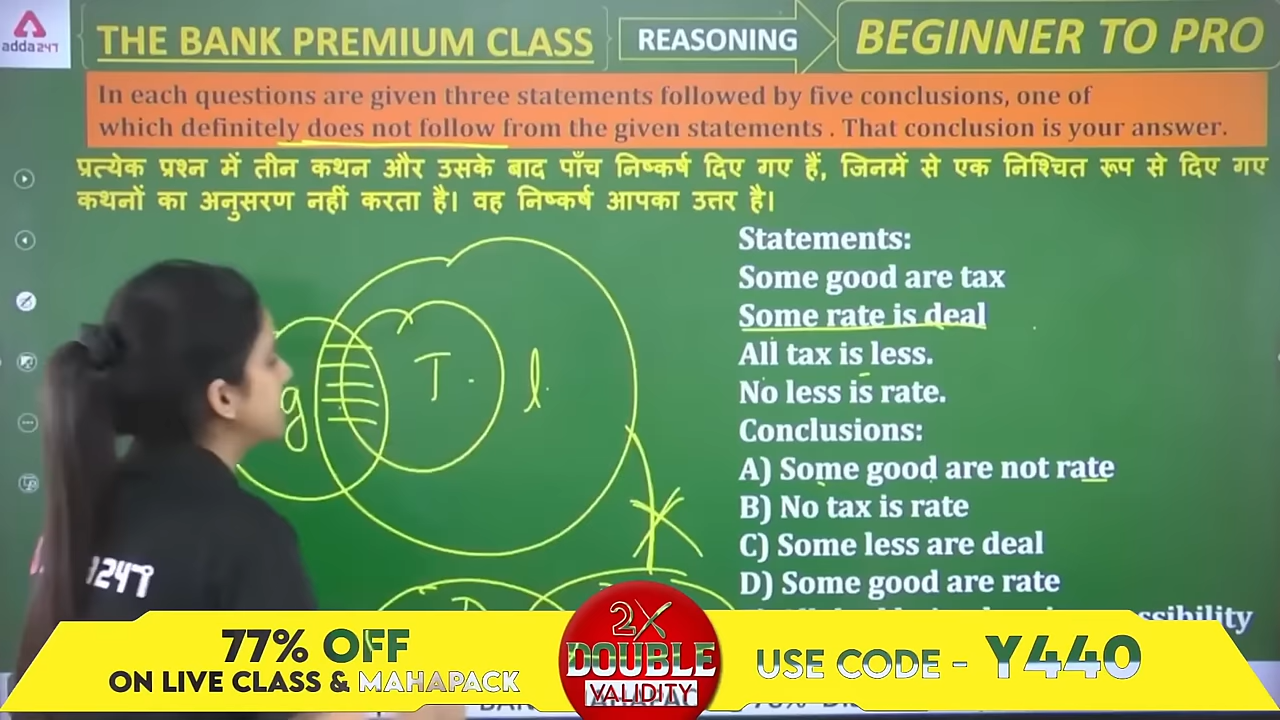 adda247
THE BANK PREMIUM CLASS
REASONING
BEGINNER TO PRO
In each questions are given three statements followed by five conclusions, one of
which definitely does not follow from the given statements . That conclusion is your answer.
प्रत्येक प्रश्न में तीन कथन और उसके बाद पाँच निष्कर्ष दिए गए हैं, जिनमें से एक निश्चित रूप से दिए गए
कथनों का अनुसरण नहीं करता है। वह निष्कर्ष आपका उत्तर है।
Statements:
Some good are tax
Some rate is deal
All tax is less.
No less is rate.
Conclusions:
A) Some good are not rate
B) No tax is rate
C) Some less are deal
D) Some good are rate
g
T
l
247
77% OFF
ON LIVE CLASS & MAHAPACK
2X
DOUBLE
VALIDITY
USE CODE - Y440